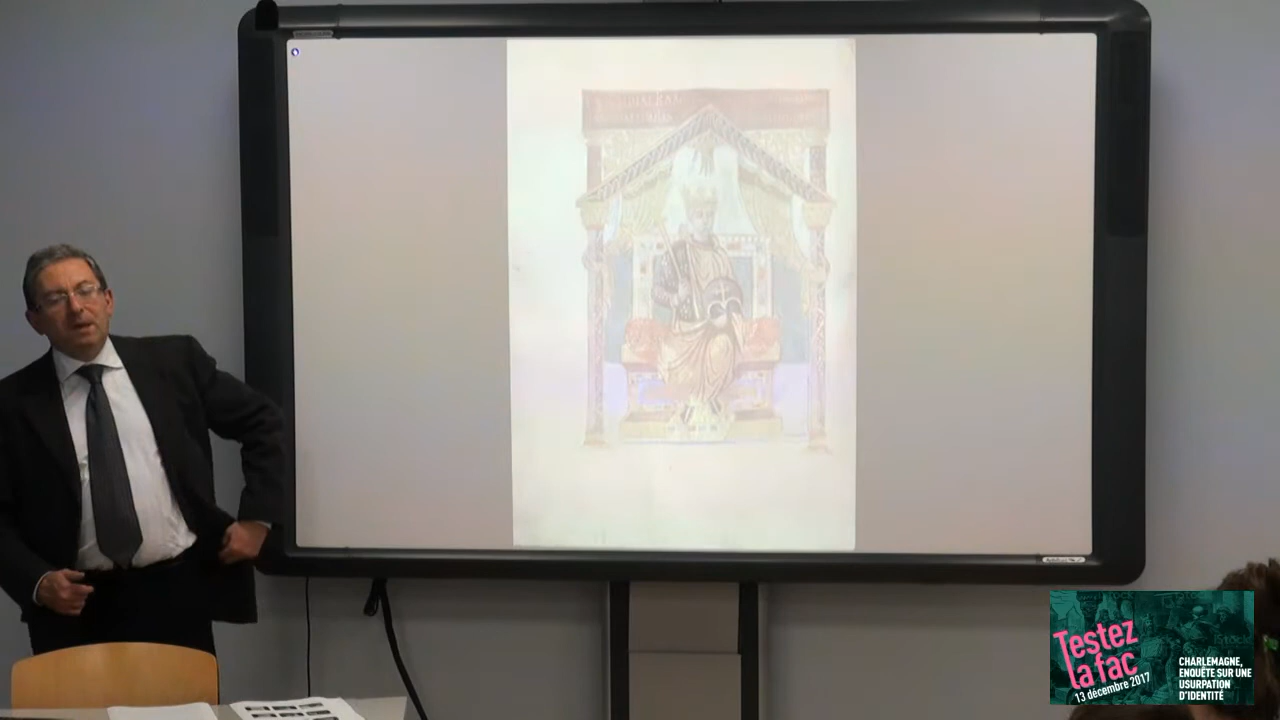 Testez
la fac
13 décembre 2017
CHARLEMAGNE,
ENQUÊTE SUR UNE
USURPATION
D'IDENTITÉ